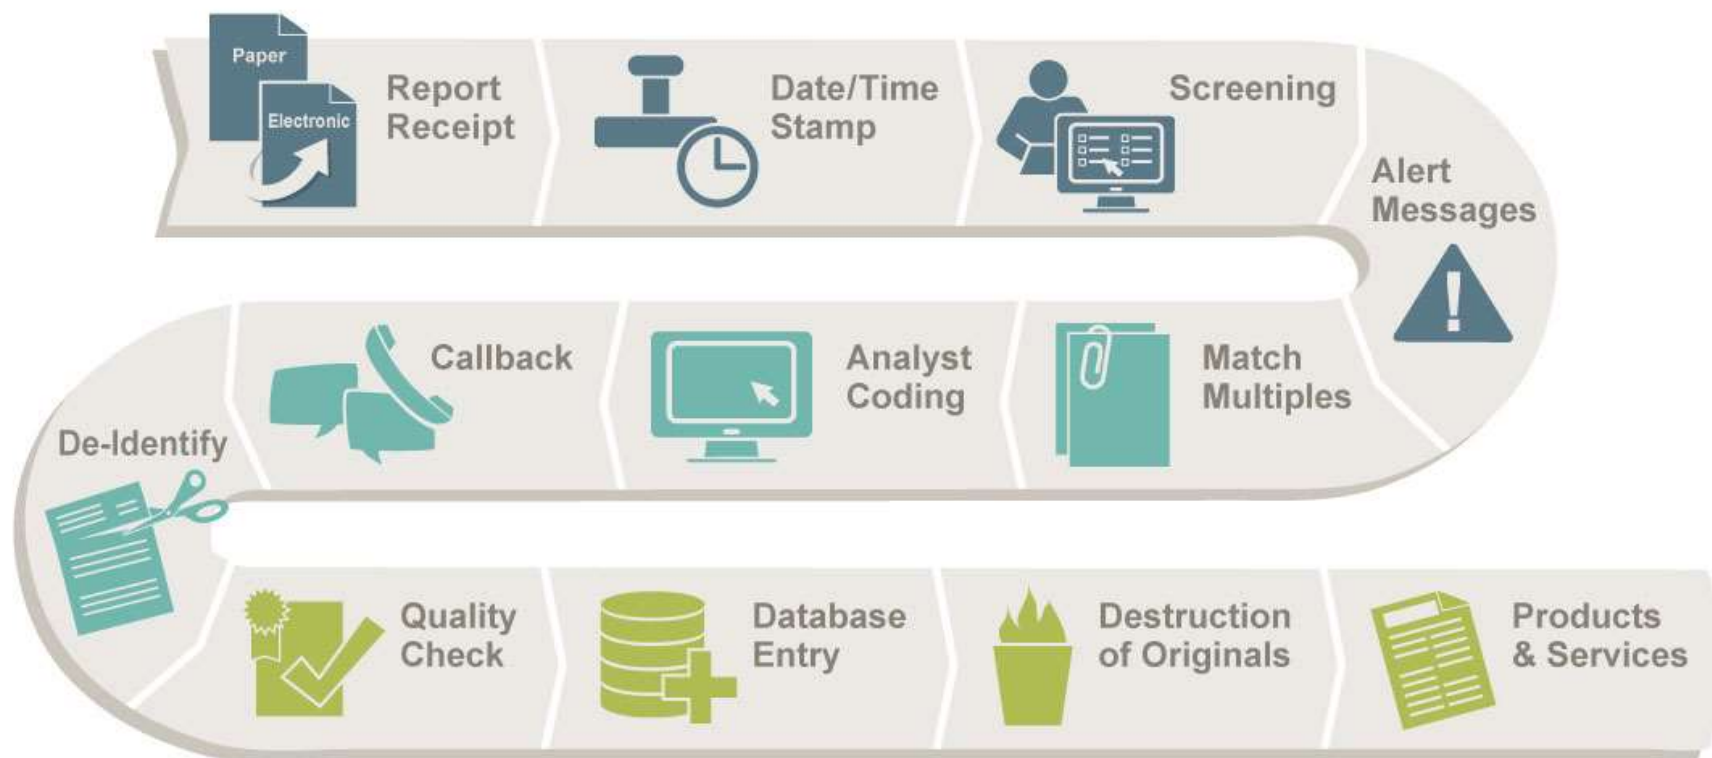 Paper
Electronic
Report
Receipt
Date/Time
Stamp
Screening
Alert
Messages
Match
Multiples
Analyst
Coding
Callback
De-Identify
Quality
Check
Database
Entry
Destruction
of Originals
Products
& Services